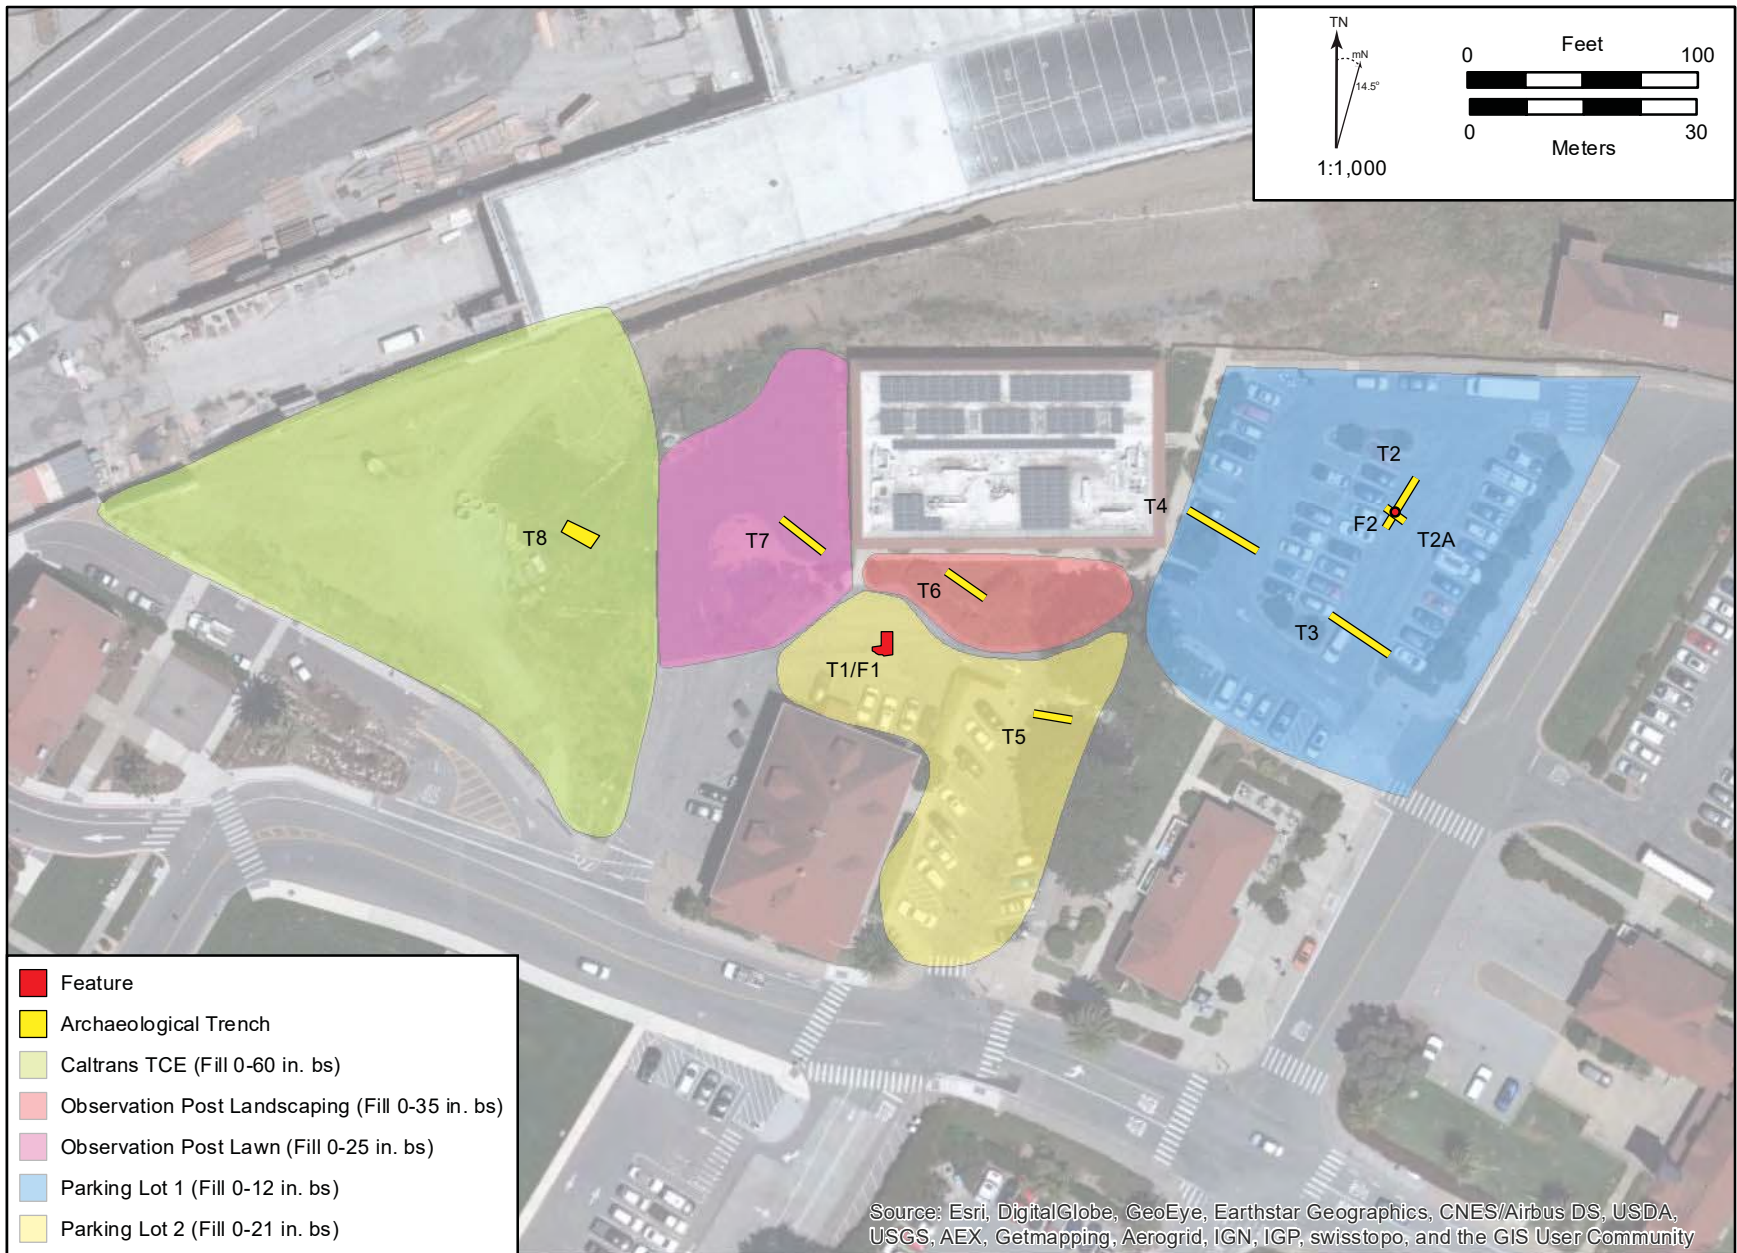 TN
mN
14.5°
1:1,000
Feet
0 100
0 30
Meters
T2
T4
F2
T2A
T8
T7
T6
T3
T1/F1
T5
Feature
Archaeological Trench
Caltrans TCE (Fill 0-60 in. bs)
Observation Post Landscaping (Fill 0-35 in. bs)
Observation Post Lawn (Fill 0-25 in. bs)
Parking Lot 1 (Fill 0-12 in. bs)
Parking Lot 2 (Fill 0-21 in. bs)
Source: Esri, DigitalGlobe, GeoEye, Earthstar Geographics, CNES/Airbus DS, USDA,
USGS, AEX, Getmapping, Aerogrid, IGN, IGP, swisstopo, and the GIS User Community